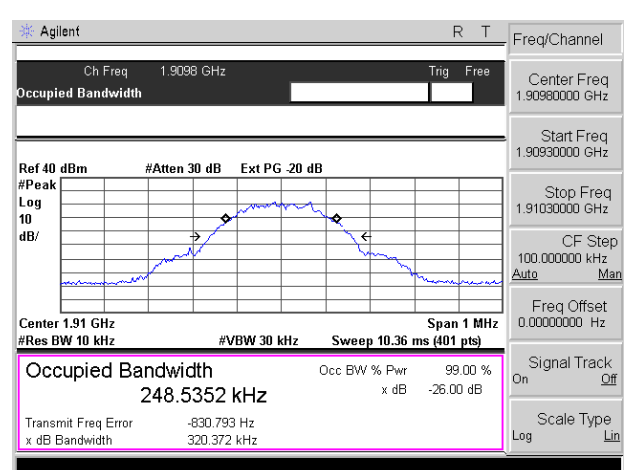 Agilent
R T
Ch Freq 1.9098 GHz
Trig Free
Occupied Bandwidth
Ref 40 dBm #Atten 30 dB Ext PG -20 dB
#Peak
Log
10
dB/
Center 1.91 GHz
Span 1 MHz
#Res BW 10 kHz #VBW 30 kHz Sweep 10.36 ms (401 pts)
Occupied Bandwidth
248.5352 kHz
Occ BW % Pwr 99.00 %
x dB -26.00 dB
Transmit Freq Error -830.793 Hz
x dB Bandwidth 320.372 kHz
Freq/Channel
Center Freq
1.90980000 GHz
Start Freq
1.90930000 GHz
Stop Freq
1.91030000 GHz
CF Step
100.000000 kHz
Auto Man
Freq Offset
0.00000000 Hz
Signal Track
On Off
Scale Type
Log Lin